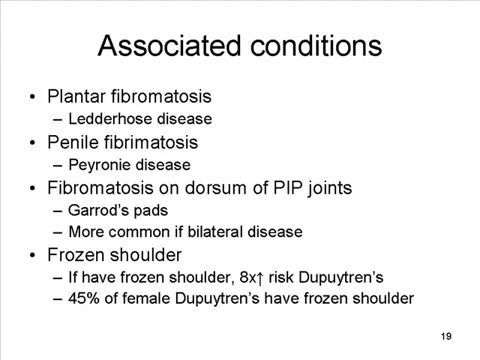 Associated conditions
• Plantar fibromatosis
– Ledderhose disease
• Penile fibrimatosis
– Peyronie disease
• Fibromatosis on dorsum of PIP joints
– Garrod's pads
– More common if bilateral disease
• Frozen shoulder
– If have frozen shoulder, 8x↑ risk Dupuytren's
– 45% of female Dupuytren's have frozen shoulder
19